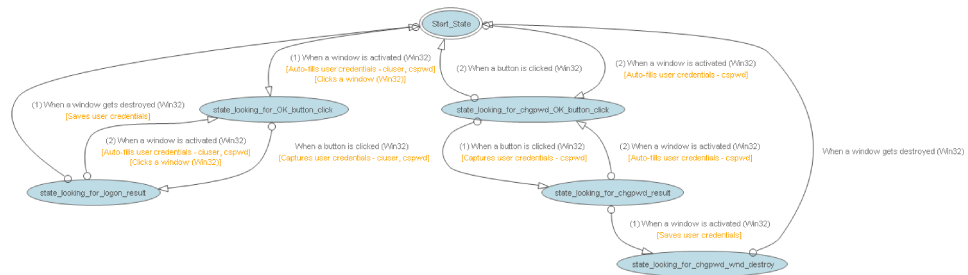 Start_State
(1) When a window is activated (Win32)
[Auto-fills user credentials - ciuser, cspwd]
[Clicks a window (Win32)]
(2) When a button is clicked (Win32)
(2) When a window is activated (Win32)
[Auto-fills user credentials - cspwd]
(1) When a window gets destroyed (Win32)
[Saves user credentials]
state_looking_for_OK_button_click
state_looking_for_chgpwd_OK_button_click
(2) When a window is activated (Win32)
[Auto-fills user credentials - ciuser, cspwd]
[Clicks a window (Win32)]
When a button is clicked (Win32)
[Captures user credentials - ciuser, cspwd]
(1) When a button is clicked (Win32)
[Captures user credentials - cspwd]
(2) When a window is activated (Win32)
[Auto-fills user credentials - cspwd]
When a window gets destroyed (Win32)
state_looking_for_logon_result
state_looking_for_chgpwd_result
(1) When a window is activated (Win32)
[Saves user credentials]
state_looking_for_chgpwd_wnd_destroy